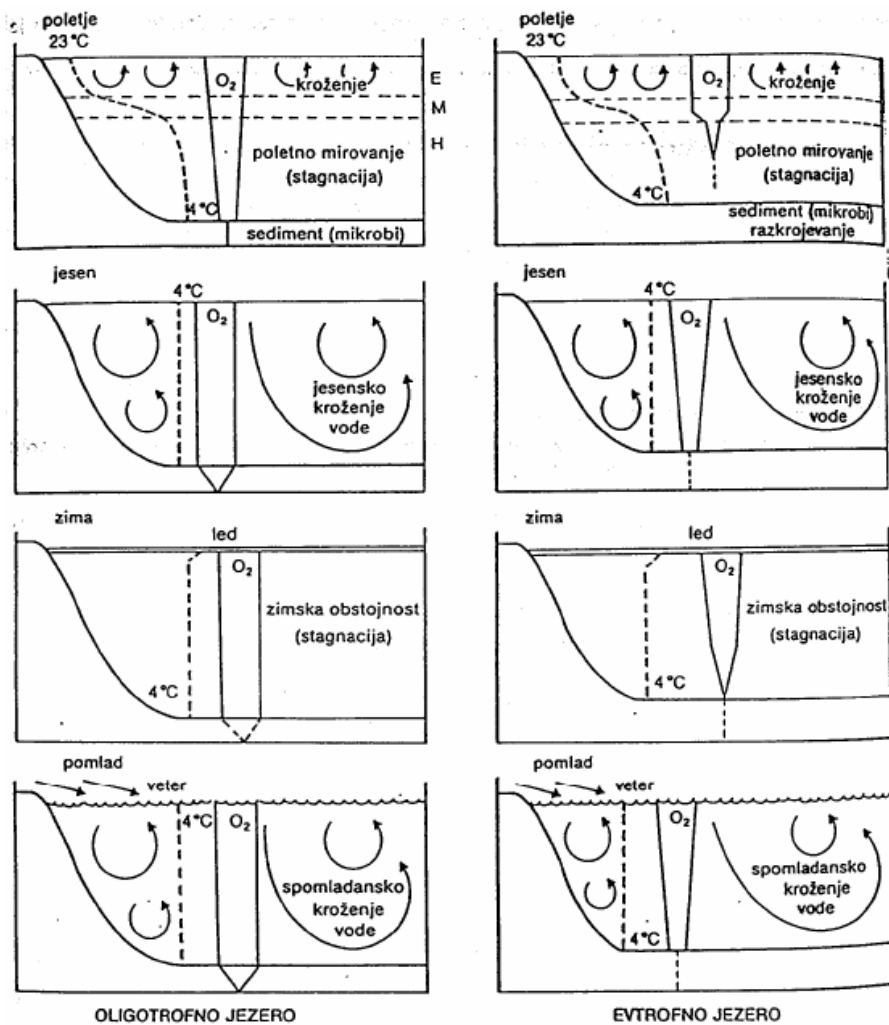 poletje
23 °C
O₂
kroženje
E
M
H
poletno mirovanje
(stagnacija)
4 °C
sediment (mikrobi)
poletje
23 °C
O₂
kroženje
poletno mirovanje
(stagnacija)
4 °C
sediment (mikrobi)
razkrojevanje
jesen
4 °C
O₂
jesensko
kroženje
vode
jesen
4 °C
O₂
jesensko
kroženje
vode
zima
led
O₂
zimska obstojnost
(stagnacija)
4 °C
zima
led
O₂
zimska obstojnost
(stagnacija)
4 °C
pomlad
veter
4 °C
O₂
spomladansko
kroženje
vode
OLIGOTROFNO JEZERO
pomlad
veter
O₂
spomladansko
kroženje
vode
4 °C
EVTROFNO JEZERO